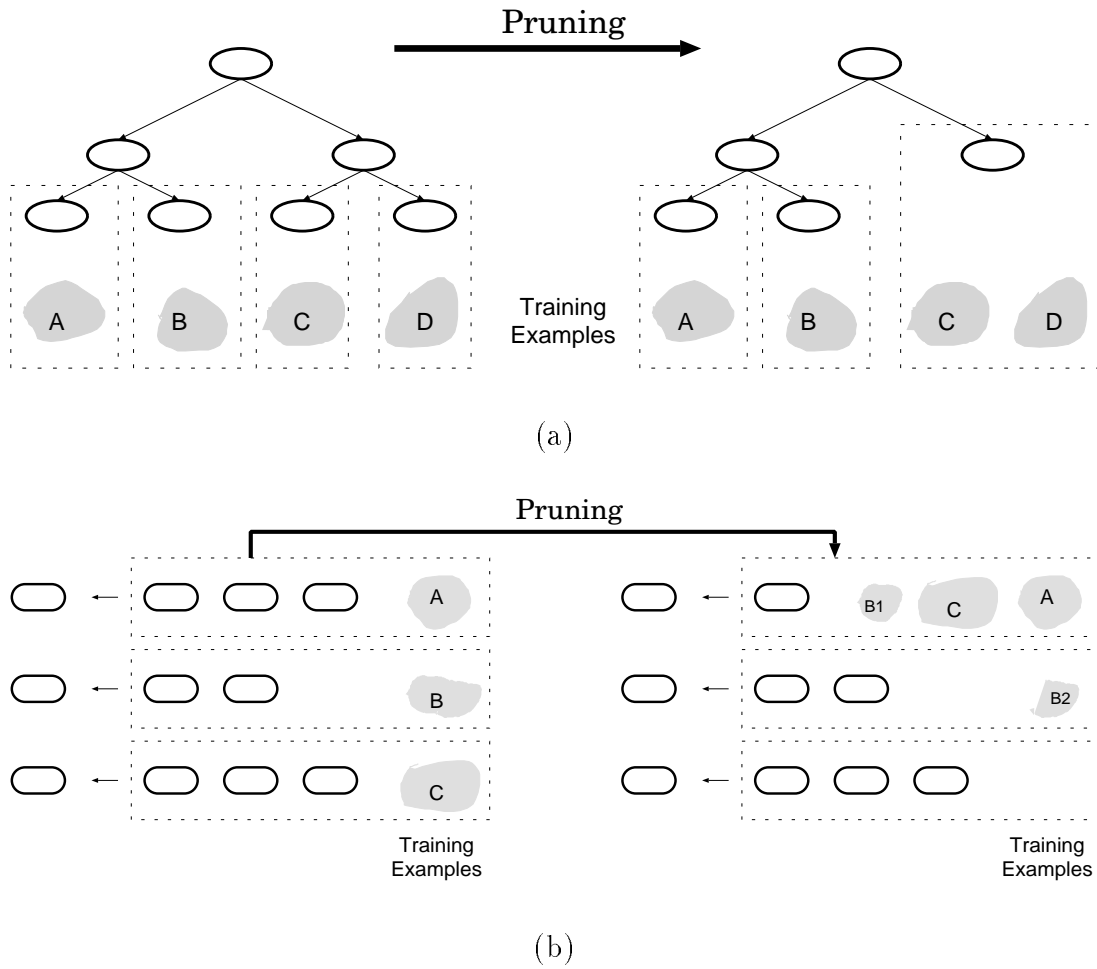 Pruning
A
B
C
D
Training
Examples
A
B
C
D
(a)
Pruning
A
B
C
Training
Examples
B1
C
A
B2
Training
Examples
(b)